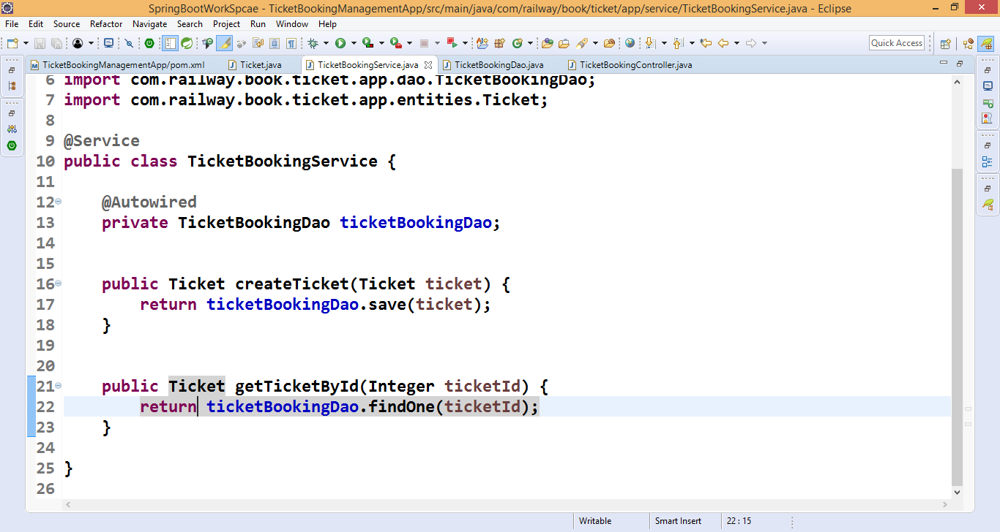 SpringBootWorkSpcae - TicketBookingManagementApp/src/main/java/com/railway/book/ticket/app/service/TicketBookingService.java - Eclipse
File Edit Source Refactor Navigate Search Project Run Window Help
Quick Access
TicketBookingManagementApp/pom.xml Ticket.java TicketBookingService.java TicketBookingDao.java TicketBookingController.java
6 import com.railway.book.ticket.app.dao.TicketBookingDao;
7 import com.railway.book.ticket.app.entities.Ticket;
8
9 @Service
10 public class TicketBookingService {
11
12 @Autowired
13 private TicketBookingDao ticketBookingDao;
14
15
16 public Ticket createTicket(Ticket ticket) {
17 return ticketBookingDao.save(ticket);
18 }
19
20
21 public Ticket getTicketById(Integer ticketId) {
22 return ticketBookingDao.findOne(ticketId);
23 }
24
25 }
26
Writable Smart Insert 22 : 15